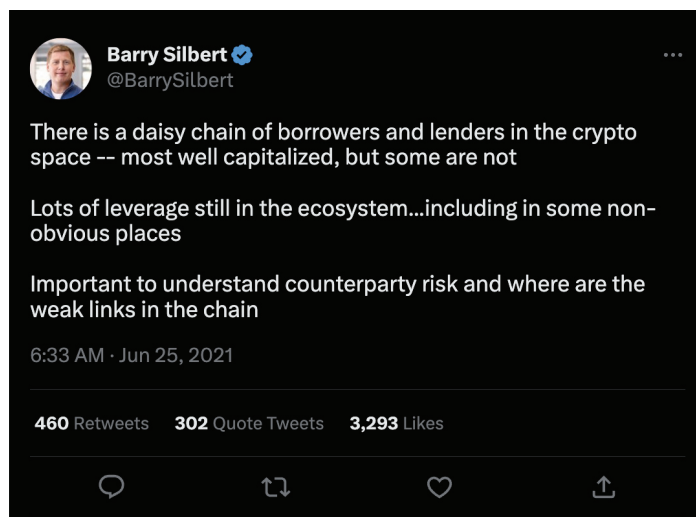 Barry Silbert
@BarrySilbert
There is a daisy chain of borrowers and lenders in the crypto
space -- most well capitalized, but some are not
Lots of leverage still in the ecosystem...including in some non-
obvious places
Important to understand counterparty risk and where are the
weak links in the chain
6:33 AM · Jun 25, 2021
460 Retweets 302 Quote Tweets 3,293 Likes